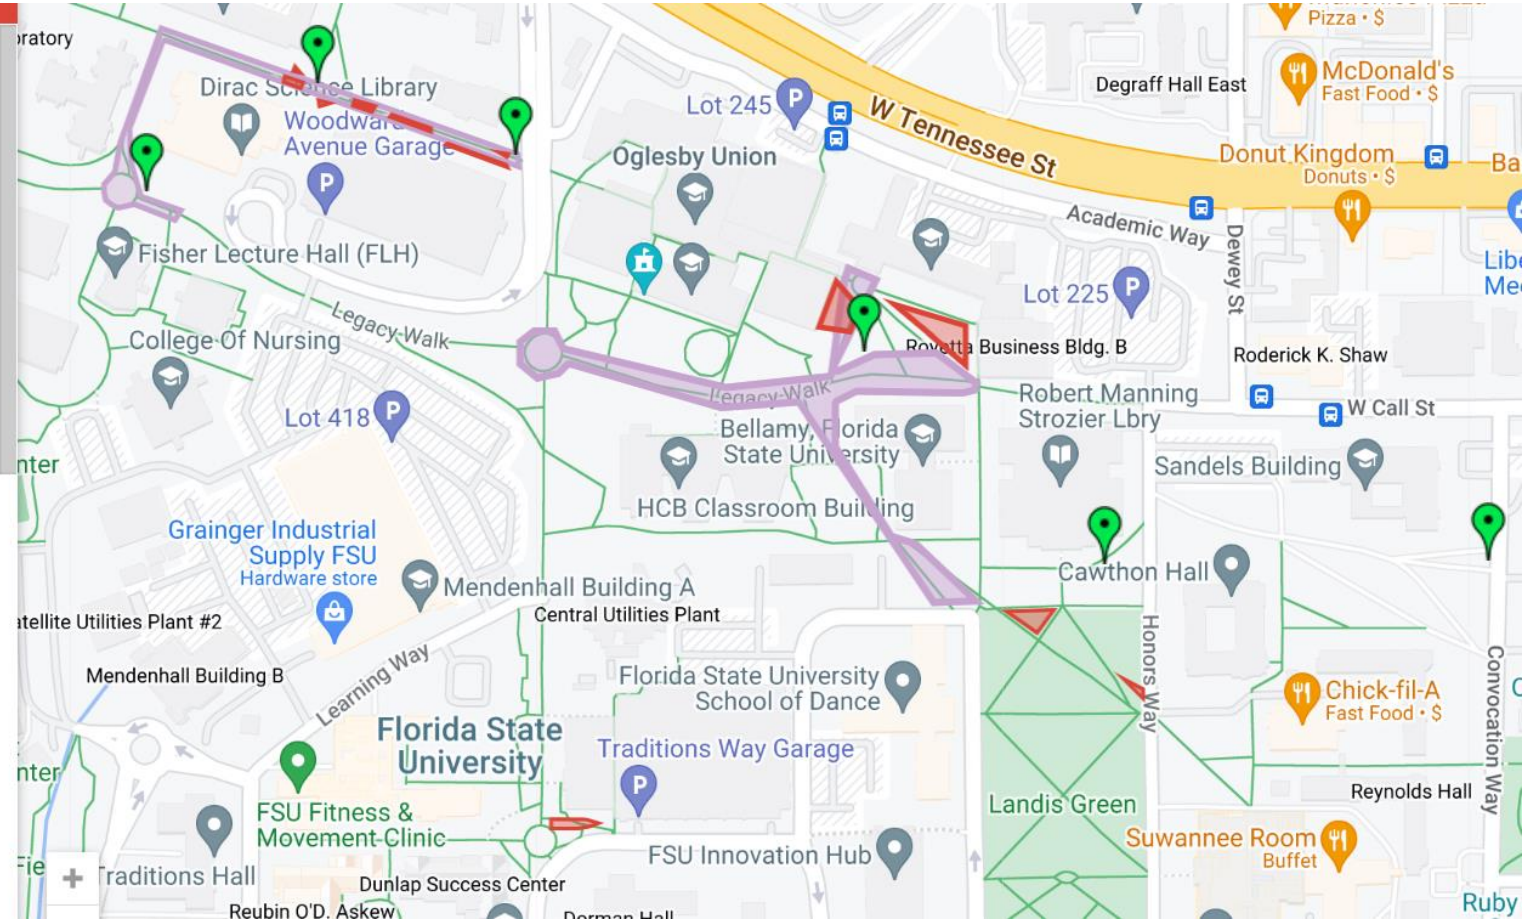 Pizza • $
McDonald's
Fast Food • $
Degraff Hall East
Dirac Science Library
Woodward
Avenue Garage
Lot 245
W Tennessee St
Oglesby Union
Donut Kingdom
Donuts • $
Academic Way
Dewey St
Fisher Lecture Hall (FLH)
Lot 225
Legacy Walk
College Of Nursing
Rovetta Business Bldg. B
Roderick K. Shaw
Legacy Walk
Robert Manning
Strozier Lbry
W Call St
Lot 418
Bellamy, Florida
State University
Sandels Building
HCB Classroom Building
Grainger Industrial
Supply FSU
Hardware store
Mendenhall Building A
Cawthon Hall
Central Utilities Plant
Utilities Plant #2
Mendenhall Building B
Learning Way
Florida State University
School of Dance
Honors Way
Convocation Way
Chick-fil-A
Fast Food • $
Florida State
University
Traditions Way Garage
Landis Green
Reynolds Hall
FSU Fitness &
Movement Clinic
FSU Innovation Hub
Suwannee Room
Buffet
Traditions Hall
Dunlap Success Center
Reubin O'D. Askew
Dorman Hall
Ruby